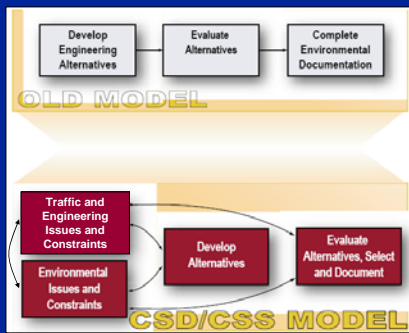 Develop
Engineering
Alternatives
Evaluate
Alternatives
Complete
Environmental
Documentation
OLD MODEL
Traffic and
Engineering
Issues and
Constraints
Environmental
Issues and
Constraints
Develop
Alternatives
Evaluate
Alternatives, Select
and Document
CSD/CSS MODEL